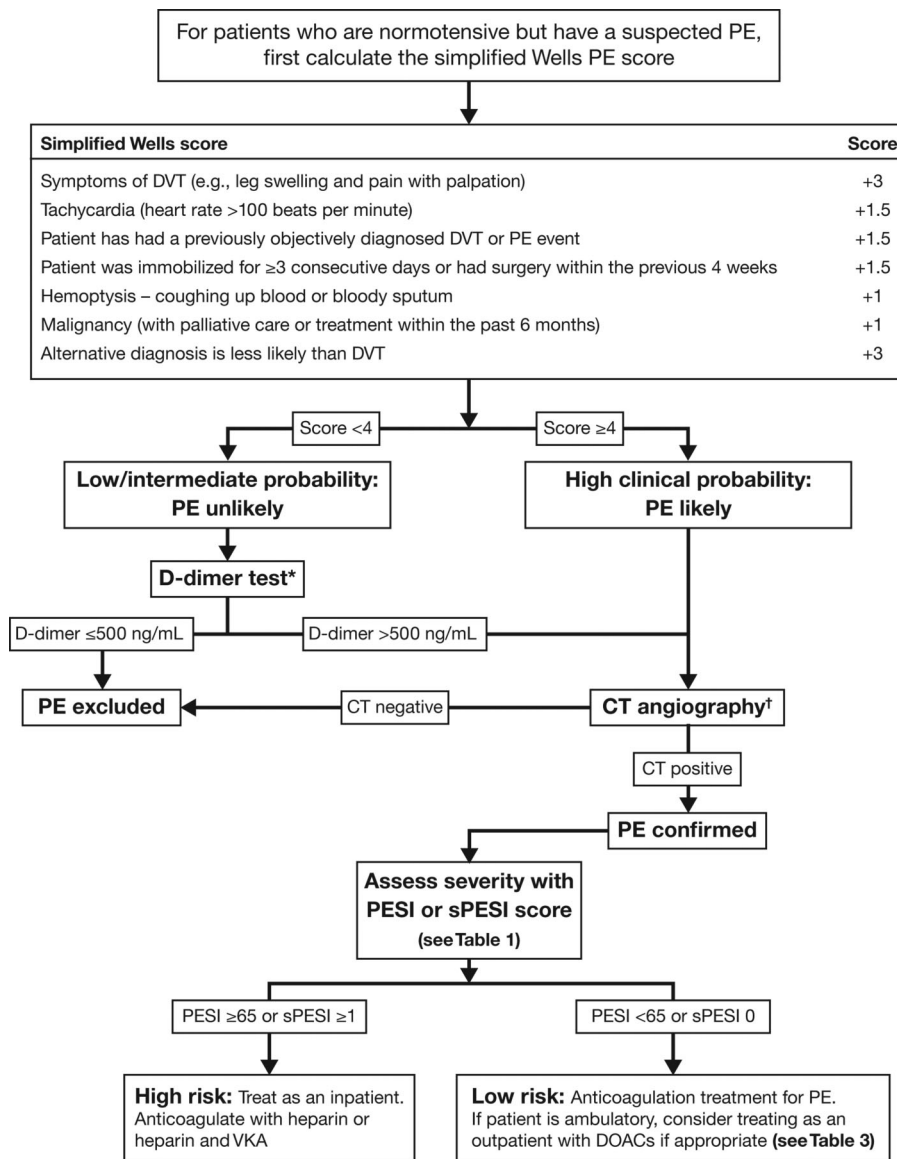 For patients who are normotensive but have a suspected PE,
first calculate the simplified Wells PE score
Simplified Wells score Score
Symptoms of DVT (e.g., leg swelling and pain with palpation) +3
Tachycardia (heart rate >100 beats per minute) +1.5
Patient has had a previously objectively diagnosed DVT or PE event +1.5
Patient was immobilized for ≥3 consecutive days or had surgery within the previous 4 weeks +1.5
Hemoptysis – coughing up blood or bloody sputum +1
Malignancy (with palliative care or treatment within the past 6 months) +1
Alternative diagnosis is less likely than DVT +3
Score <4 Score ≥4
Low/intermediate probability:
PE unlikely
High clinical probability:
PE likely
D-dimer test*
D-dimer ≤500 ng/mL D-dimer >500 ng/mL
PE excluded CT negative CT angiography†
CT positive
PE confirmed
Assess severity with
PESI or sPESI score
(see Table 1)
PESI ≥65 or sPESI ≥1 PESI <65 or sPESI 0
High risk: Treat as an inpatient.
Anticoagulate with heparin or
heparin and VKA
Low risk: Anticoagulation treatment for PE.
If patient is ambulatory, consider treating as an
outpatient with DOACs if appropriate (see Table 3)